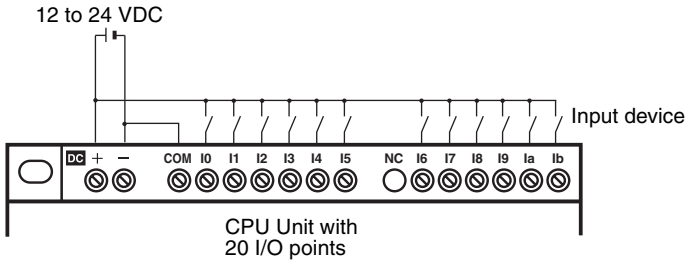 12 to 24 VDC
Input device
DC + − COM I0 I1 I2 I3 I4 I5 NC I6 I7 I8 I9 Ia Ib
CPU Unit with
20 I/O points